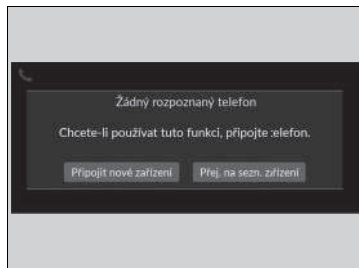 Žádný rozpoznaný telefon
Chcete-li používat tuto funkci, připojte :elefon.
Připojit nové zařízení
Přej. na sezn. zařízení